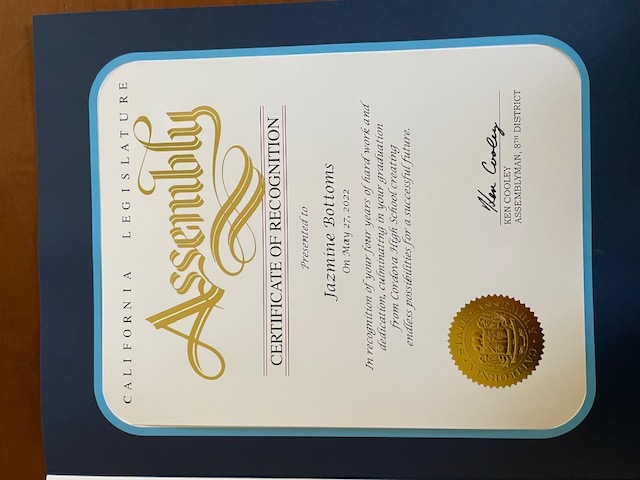 CALIFORNIA LEGISLATURE
Assembly
CERTIFICATE OF RECOGNITION
Presented to
Jazmine Bottoms
On May 27, 2022
In recognition of your four years of hard work and
dedication, culminating in your graduation
from Cordova High School creating
endless possibilities for a successful future.
Ken Cooley
KEN COOLEY
ASSEMBLYMAN, 8TH DISTRICT